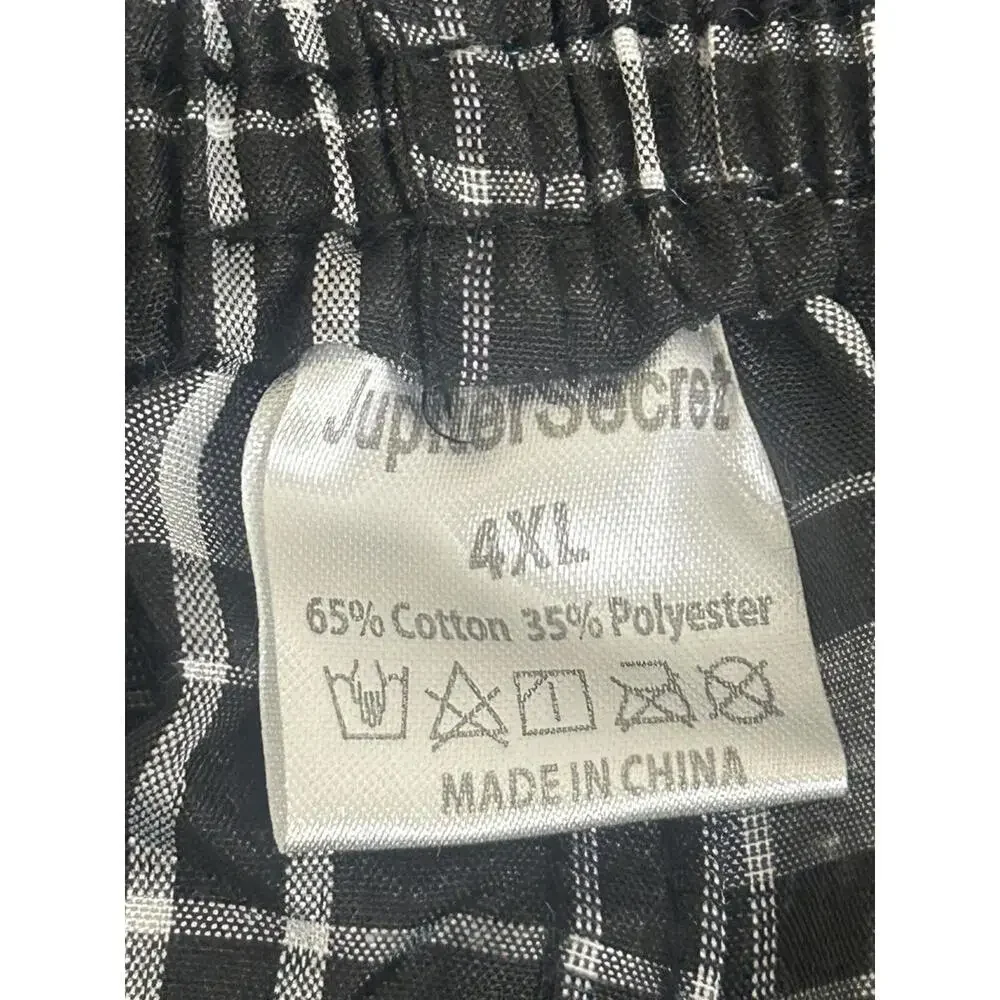 JupiterSecret
4XL
65% Cotton 35% Polyester
MADE IN CHINA